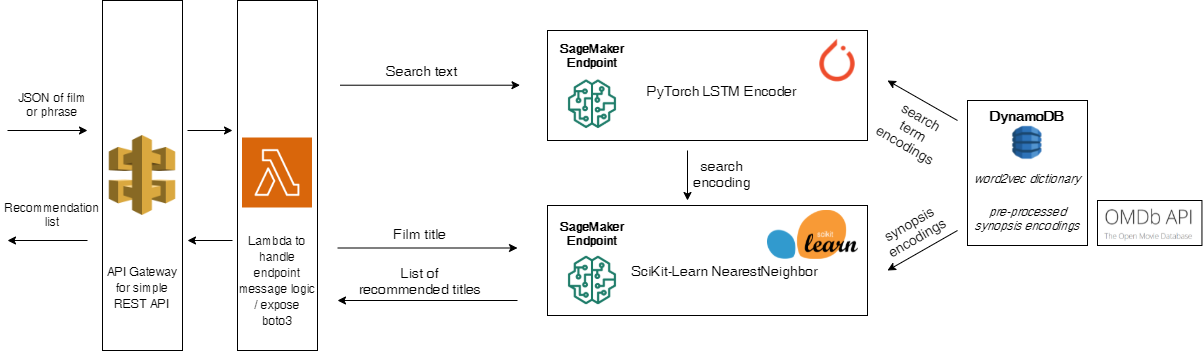 JSON of film
or phrase
Recommendation
list
API Gateway
for simple
REST API
Lambda to
handle
endpoint
message logic
/ expose
boto3
Search text
Film title
List of
recommended titles
SageMaker
Endpoint
PyTorch LSTM Encoder
search
encoding
SageMaker
Endpoint
scikit
learn
SciKit-Learn NearestNeighbor
search
term
encodings
synopsis
encodings
DynamoDB
word2vec dictionary
pre-processed
synopsis encodings
OMDb API
The Open Movie Database